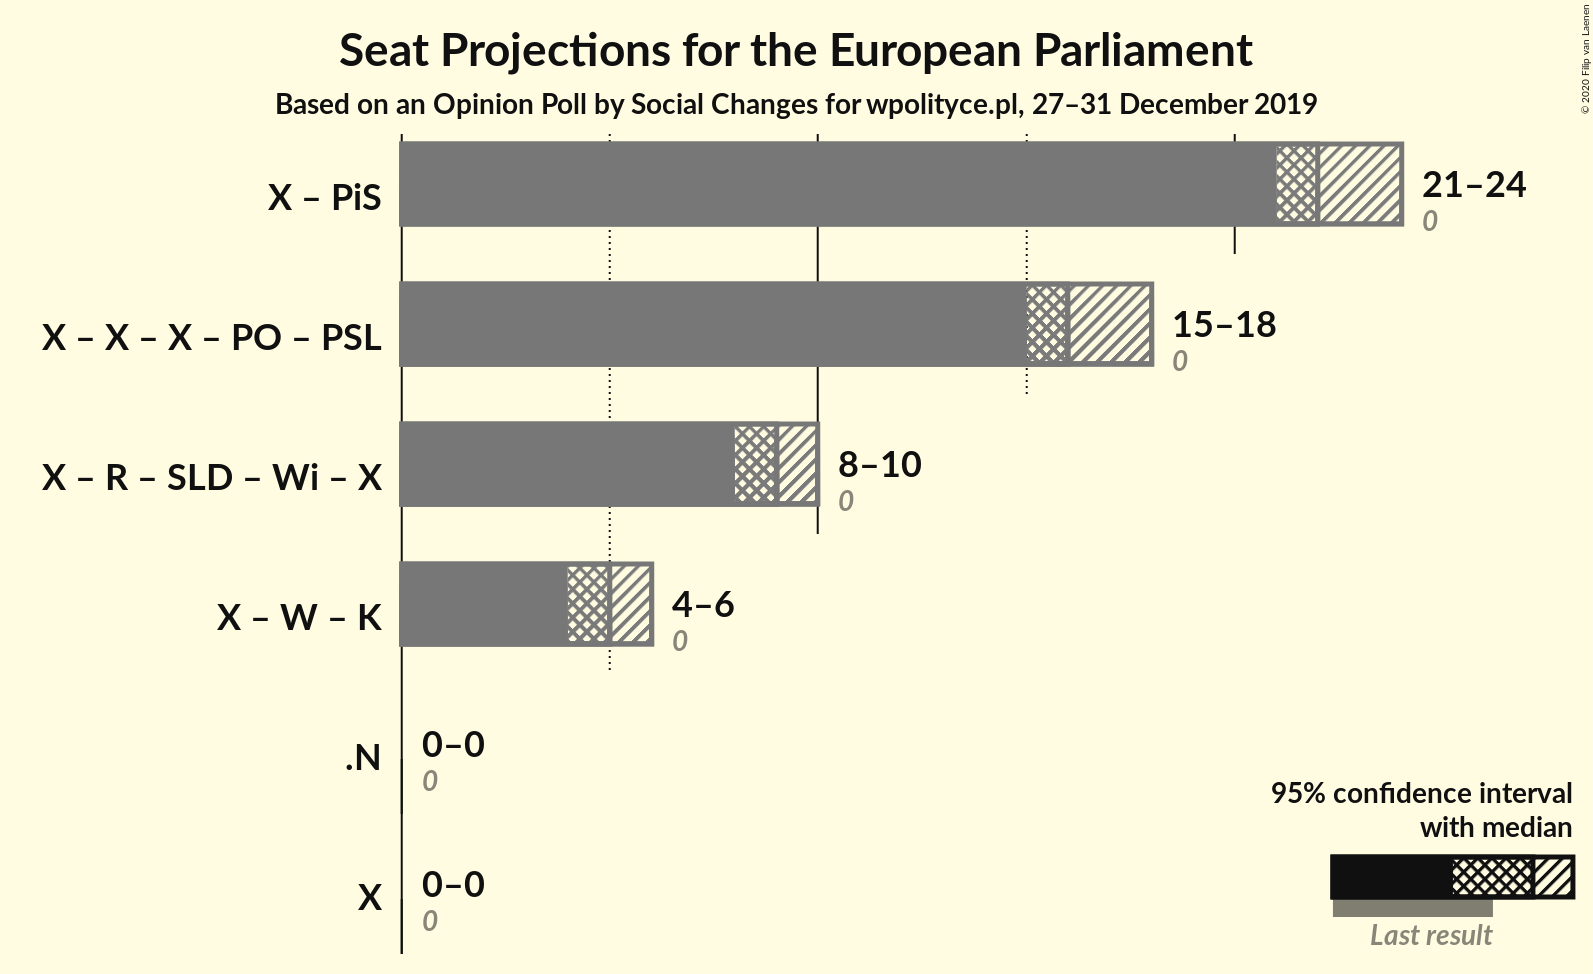 Seat Projections for the European Parliament
Based on an Opinion Poll by Social Changes for wpolityce.pl, 27–31 December 2019
© 2020 Filip van Laenen
X – PiS
21–24
0
X – X – X – PO – PSL
15–18
0
X – R – SLD – Wi – X
8–10
0
X – W – K
4–6
0
.N
0–0
0
X
0–0
0
95% confidence interval
with median
Last result